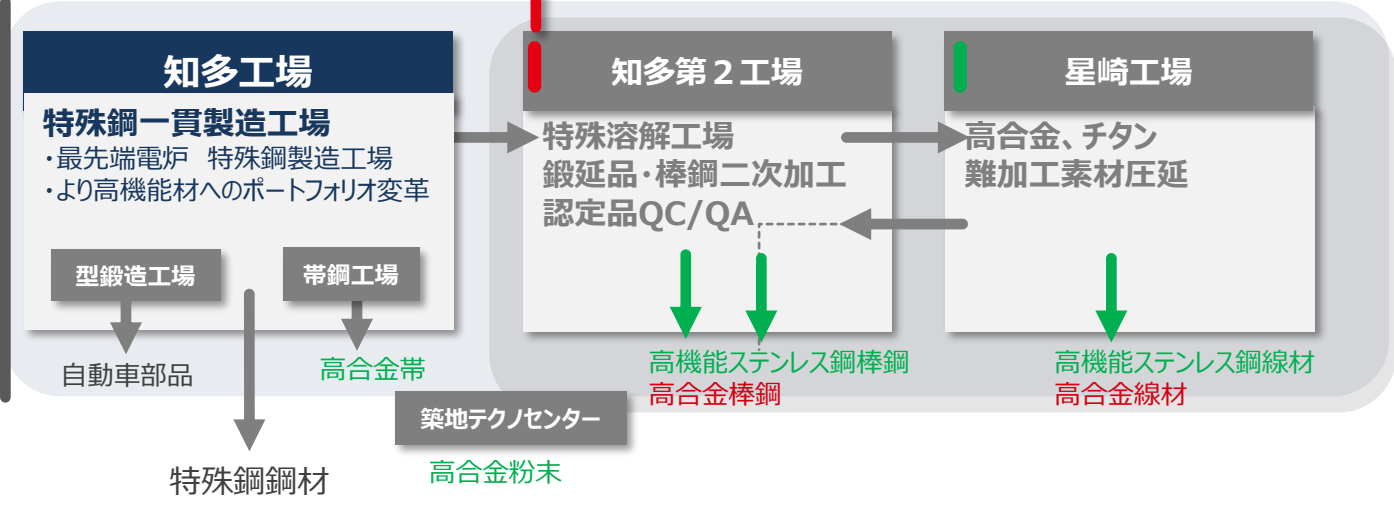 知多工場
特殊鋼一貫製造工場
・最先端電炉　特殊鋼製造工場
・より高機能材へのポートフォリオ変革
型鍛造工場
帯鋼工場
自動車部品
高合金帯
特殊鋼鋼材
知多第２工場
特殊溶解工場
鍛延品・棒鋼二次加工
認定品QC/QA
高機能ステンレス鋼棒鋼
高合金棒鋼
星崎工場
高合金、チタン
難加工素材圧延
高機能ステンレス鋼線材
高合金線材
築地テクノセンター
高合金粉末